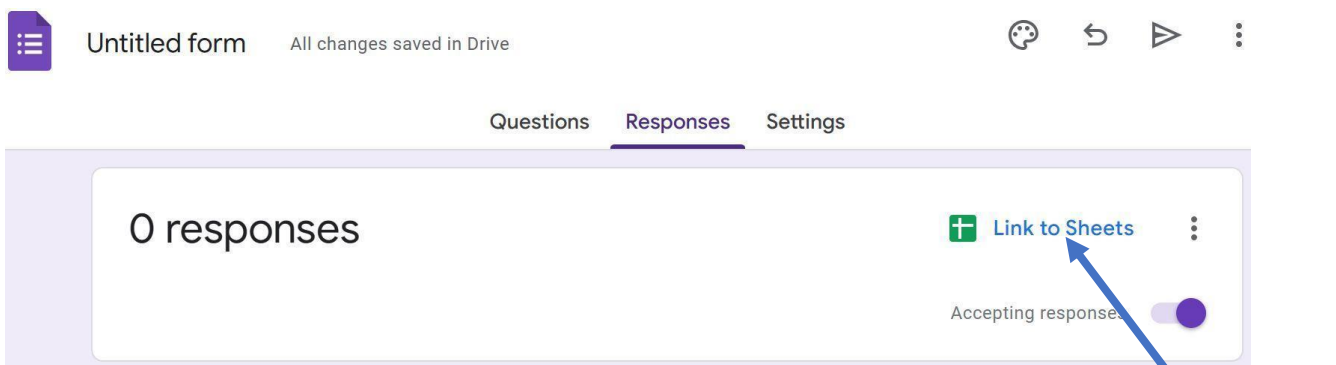 Untitled form All changes saved in Drive
Questions Responses Settings
0 responses Link to Sheets
Accepting responses